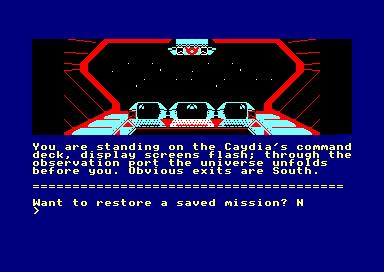 You are standing on the Caydia's command
deck, display screens flash; through the
observation port the universe unfolds
before you. Obvious exits are South.
=======================================
Want to restore a saved mission? N
>